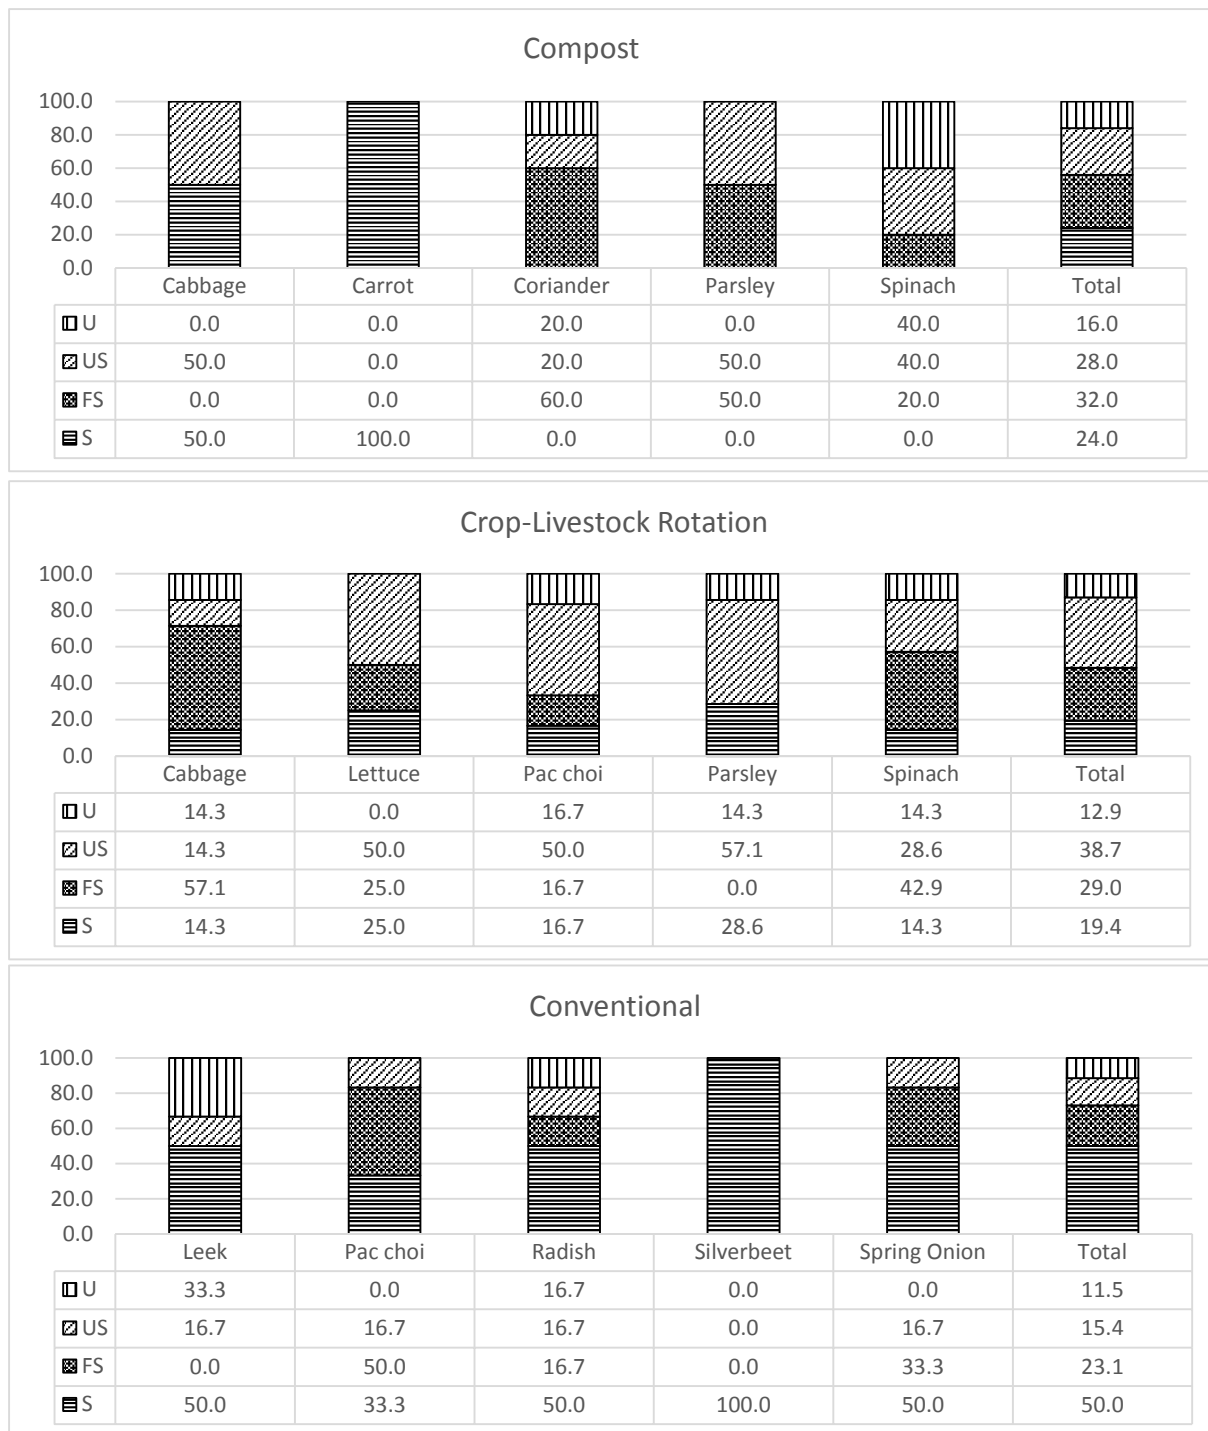 Compost
100.0
80.0
60.0
40.0
20.0
0.0
Cabbage Carrot Coriander Parsley Spinach Total
U 0.0 0.0 20.0 0.0 40.0 16.0
US 50.0 0.0 20.0 50.0 40.0 28.0
FS 0.0 0.0 60.0 50.0 20.0 32.0
S 50.0 100.0 0.0 0.0 0.0 24.0
Crop-Livestock Rotation
100.0
80.0
60.0
40.0
20.0
0.0
Cabbage Lettuce Pac choi Parsley Spinach Total
U 14.3 0.0 16.7 14.3 14.3 12.9
US 14.3 50.0 50.0 57.1 28.6 38.7
FS 57.1 25.0 16.7 0.0 42.9 29.0
S 14.3 25.0 16.7 28.6 14.3 19.4
Conventional
100.0
80.0
60.0
40.0
20.0
0.0
Leek Pac choi Radish Silverbeet Spring Onion Total
U 33.3 0.0 16.7 0.0 0.0 11.5
US 16.7 16.7 16.7 0.0 16.7 15.4
FS 0.0 50.0 16.7 0.0 33.3 23.1
S 50.0 33.3 50.0 100.0 50.0 50.0